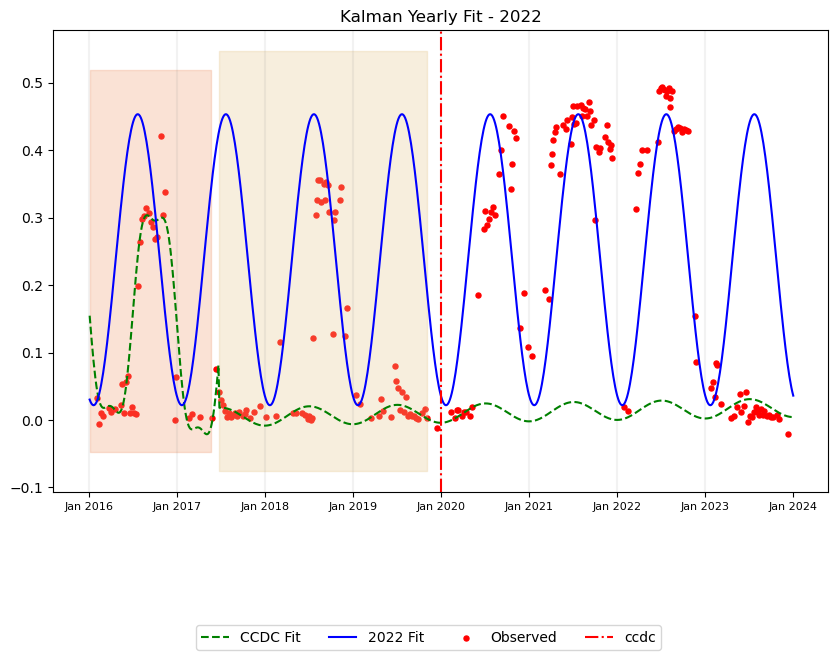 Kalman Yearly Fit - 2022
0.5
0.4
0.3
0.2
0.1
0.0
−0.1
Jan 2016 Jan 2017 Jan 2018 Jan 2019 Jan 2020 Jan 2021 Jan 2022 Jan 2023 Jan 2024
CCDC Fit 2022 Fit Observed ccdc